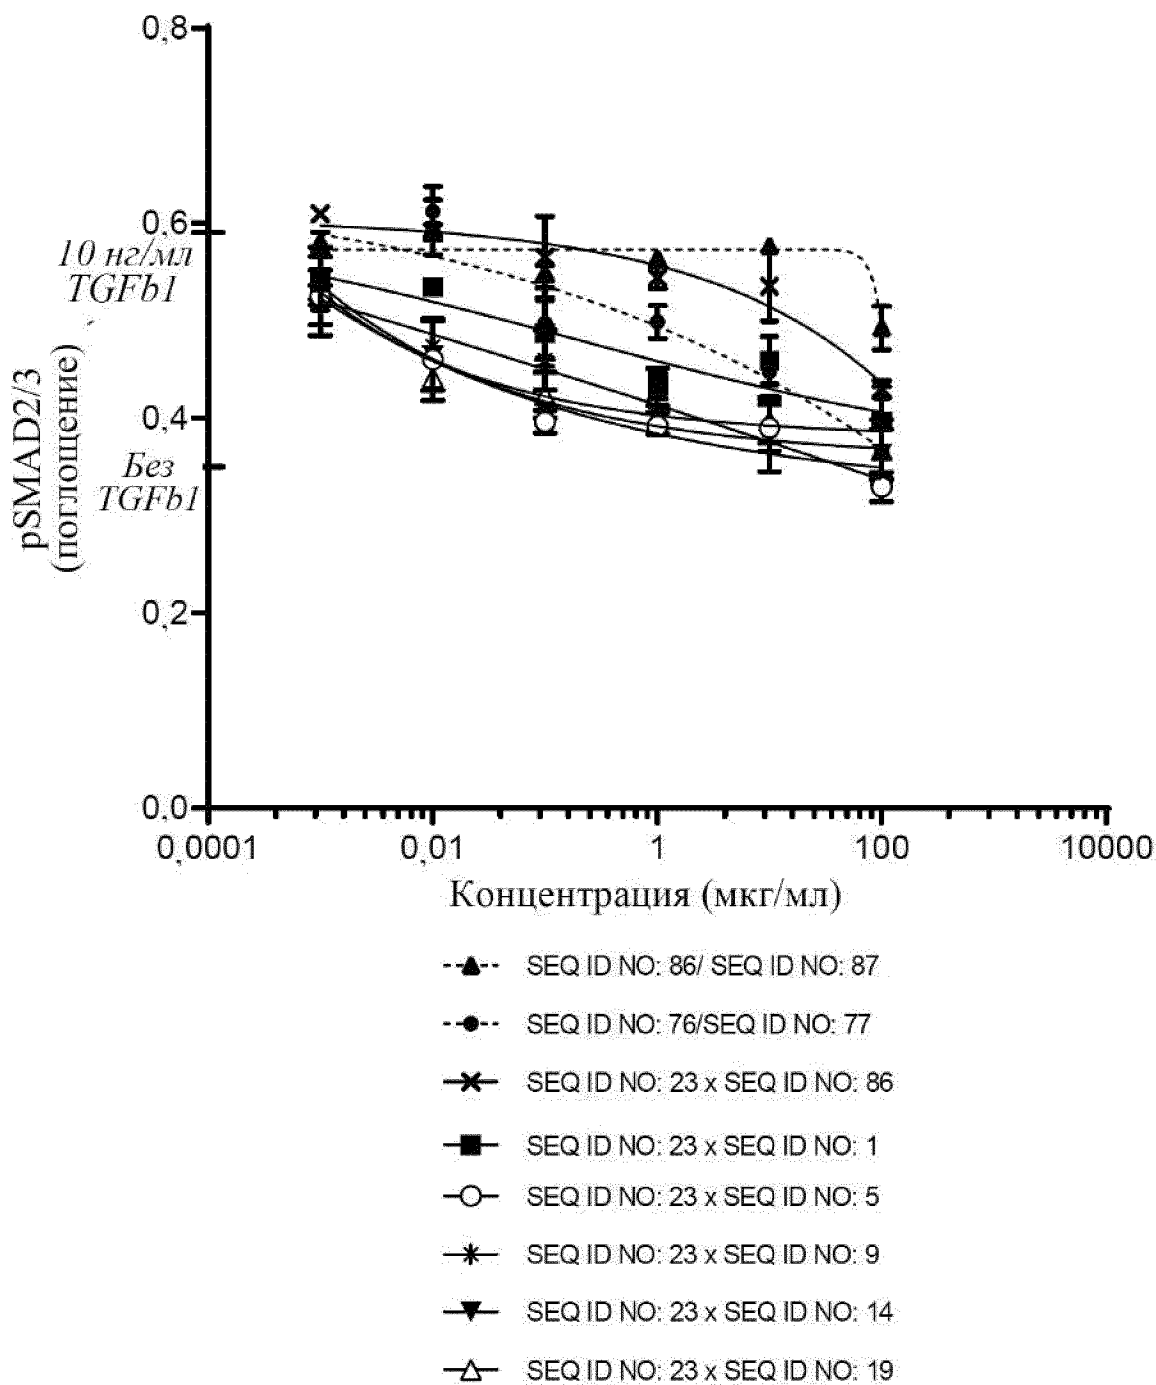 0,8
0,6
10 нг/мл
TGFb1
0,4
Без
TGFb1
0,2
0,0
pSMAD2/3
(поглощение)
0,0001 0,01 1 100 10000
Концентрация (мкг/мл)
SEQ ID NO: 86/ SEQ ID NO: 87
SEQ ID NO: 76/SEQ ID NO: 77
SEQ ID NO: 23 x SEQ ID NO: 86
SEQ ID NO: 23 x SEQ ID NO: 1
SEQ ID NO: 23 x SEQ ID NO: 5
SEQ ID NO: 23 x SEQ ID NO: 9
SEQ ID NO: 23 x SEQ ID NO: 14
SEQ ID NO: 23 x SEQ ID NO: 19